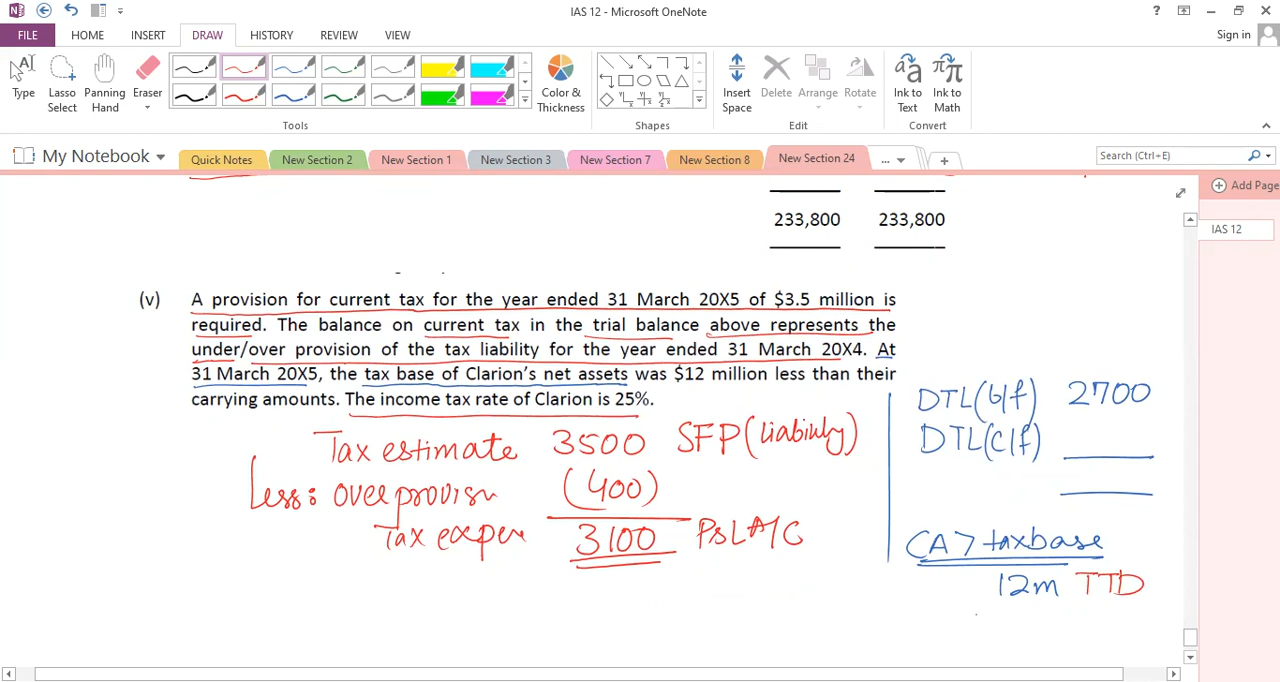 IAS 12 - Microsoft OneNote
?
FILE HOME INSERT DRAW HISTORY REVIEW VIEW
Sign in
Type
Lasso Select
Panning Hand
Eraser
Color & Thickness
Insert Space
Delete
Arrange
Rotate
Ink to Text
Ink to Math
Tools
Shapes
Edit
Convert
My Notebook
Quick Notes
New Section 2
New Section 1
New Section 3
New Section 7
New Section 8
New Section 24
...
Search (Ctrl+E)
Add Page
IAS 12
233,800 233,800
(v) A provision for current tax for the year ended 31 March 20X5 of $3.5 million is
required. The balance on current tax in the trial balance above represents the
under/over provision of the tax liability for the year ended 31 March 20X4. At
31 March 20X5, the tax base of Clarion's net assets was $12 million less than their
carrying amounts. The income tax rate of Clarion is 25%.
Tax estimate 3500 SFP (liability)
Less: over provisn (400)
Tax expen 3100 P&L A/C
DTL (b/f) 2700
DTL (c/f)
CA > tax base
12m TTD